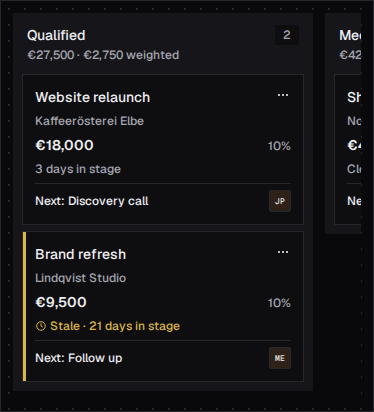 Qualified 2
€27,500 · €2,750 weighted
Website relaunch
Kaffeerösterei Elbe
€18,000 10%
3 days in stage
Next: Discovery call JP
Brand refresh
Lindqvist Studio
€9,500 10%
Stale · 21 days in stage
Next: Follow up ME
€42